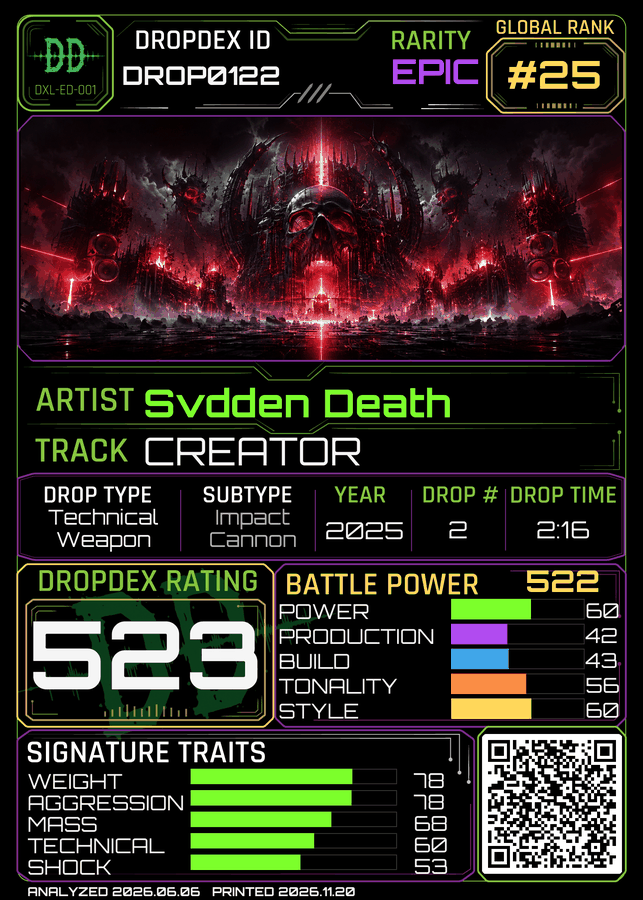 DROPDEX ID
DROP0122
RARITY
EPIC
GLOBAL RANK
#25
DD
DXL-ED-001
ARTIST Svdden Death
TRACK CREATOR
DROP TYPE SUBTYPE YEAR DROP # DROP TIME
Technical Weapon Impact Cannon 2025 2 2:16
DROPDEX RATING
523
BATTLE POWER 522
POWER 60
PRODUCTION 42
BUILD 43
TONALITY 56
STYLE 60
SIGNATURE TRAITS
WEIGHT 78
AGGRESSION 78
MASS 68
TECHNICAL 60
SHOCK 53
ANALYZED 2026.06.06 PRINTED 2026.11.20